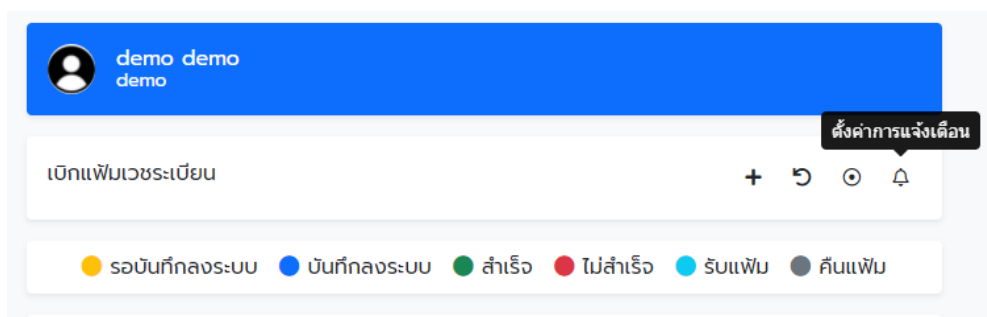 demo demo
demo
ตั้งค่าการแจ้งเตือน
เบิกแฟ้มเวชระเบียน
รอบันทึกลงระบบ บันทึกลงระบบ สำเร็จ ไม่สำเร็จ รับแฟ้ม คืนแฟ้ม